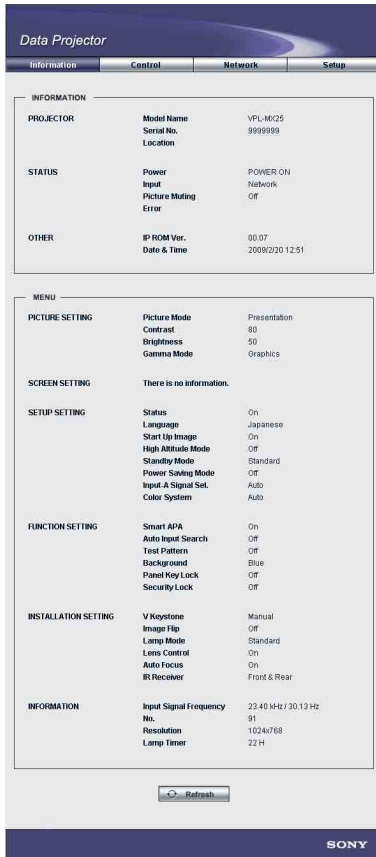 Data Projector
Information Control Network Setup
INFORMATION
PROJECTOR Model Name VPL-MX25
Serial No. 9999999
Location
STATUS Power POWER ON
Input Network
Picture Muting Off
Error
OTHER IP ROM Ver. 00.07
Date & Time 2009/2/20 12:51
MENU
PICTURE SETTING Picture Mode Presentation
Contrast 80
Brightness 50
Gamma Mode Graphics
SCREEN SETTING There is no information.
SETUP SETTING Status On
Language Japanese
Start Up Image On
High Altitude Mode Off
Standby Mode Standard
Power Saving Mode Off
Input-A Signal Sel. Auto
Color System Auto
FUNCTION SETTING Smart APA On
Auto Input Search Off
Test Pattern Off
Background Blue
Panel Key Lock Off
Security Lock Off
INSTALLATION SETTING V Keystone Manual
Image Flip Off
Lamp Mode Standard
Lens Control On
Auto Focus On
IR Receiver Front & Rear
INFORMATION Input Signal Frequency 23.40 kHz / 30.13 Hz
No. 91
Resolution 1024x768
Lamp Timer 22 H
Refresh
SONY